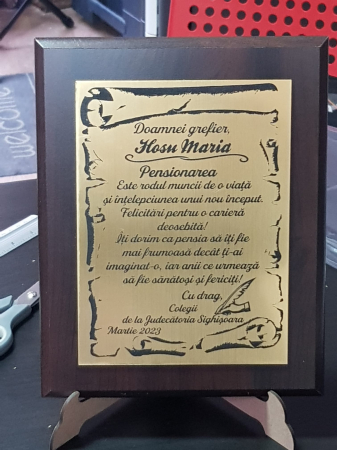 Doamnei grefier,
Hosu Maria
Pensionarea
Este rodul muncii de o viață
și înțelepciunea unui nou început.
Felicitări pentru o carieră
deosebită!
Îți dorim ca pensia să îți fie
mai frumoasă decât ți-ai
imaginat-o, iar anii ce urmează
să fie sănătoși și fericiți!
Cu drag,
Colegii
de la Judecătoria Sighișoara
Martie 2023
welcome